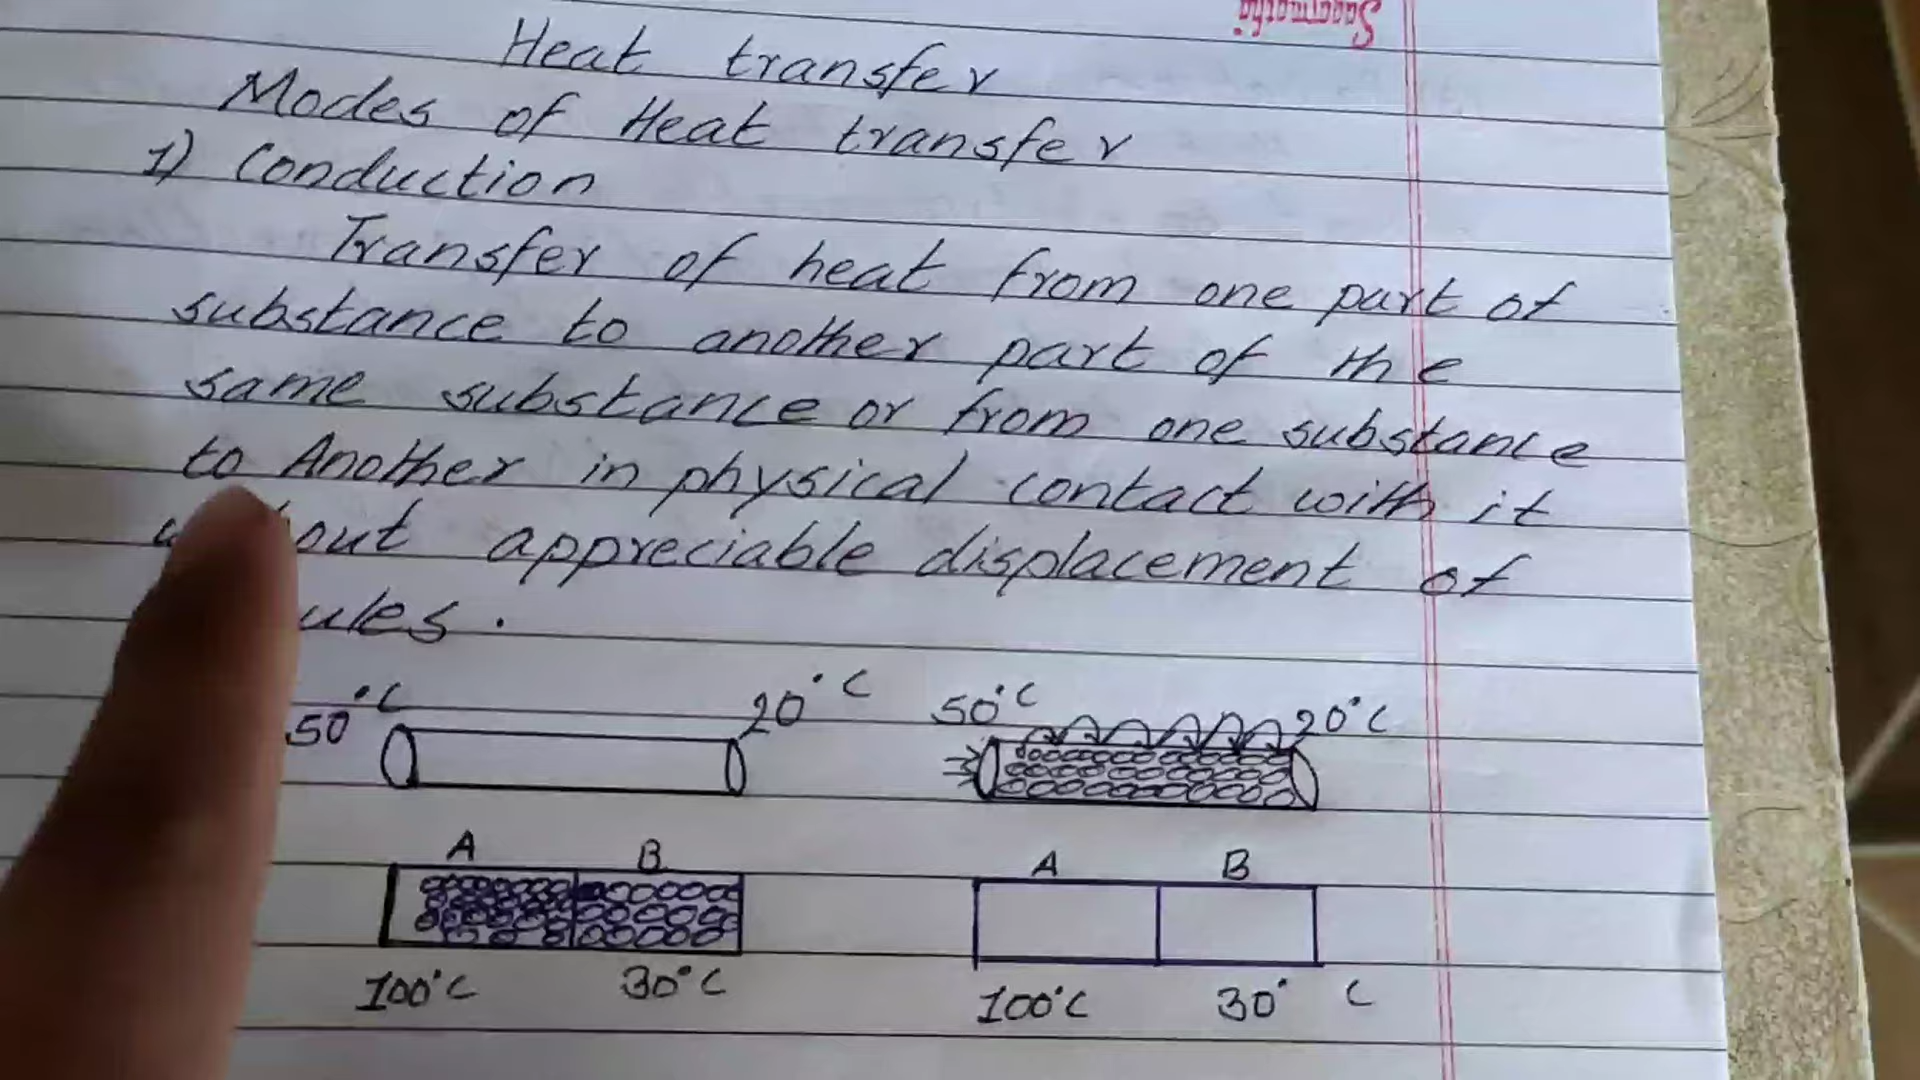 Sagarmatha
Heat transfer
Modes of Heat transfer
1) Conduction
Transfer of heat from one part of
substance to another part of the
same substance or from one substance
to Another in physical contact with it
appreciable displacement of
50°C 20°C 50°C 20°C
A B A B
100°C 30°C 100°C 30° C